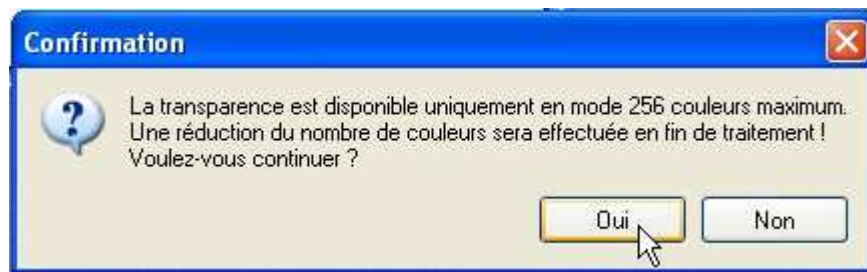 Confirmation
La transparence est disponible uniquement en mode 256 couleurs maximum.
Une réduction du nombre de couleurs sera effectuée en fin de traitement !
Voulez-vous continuer ?
Oui
Non